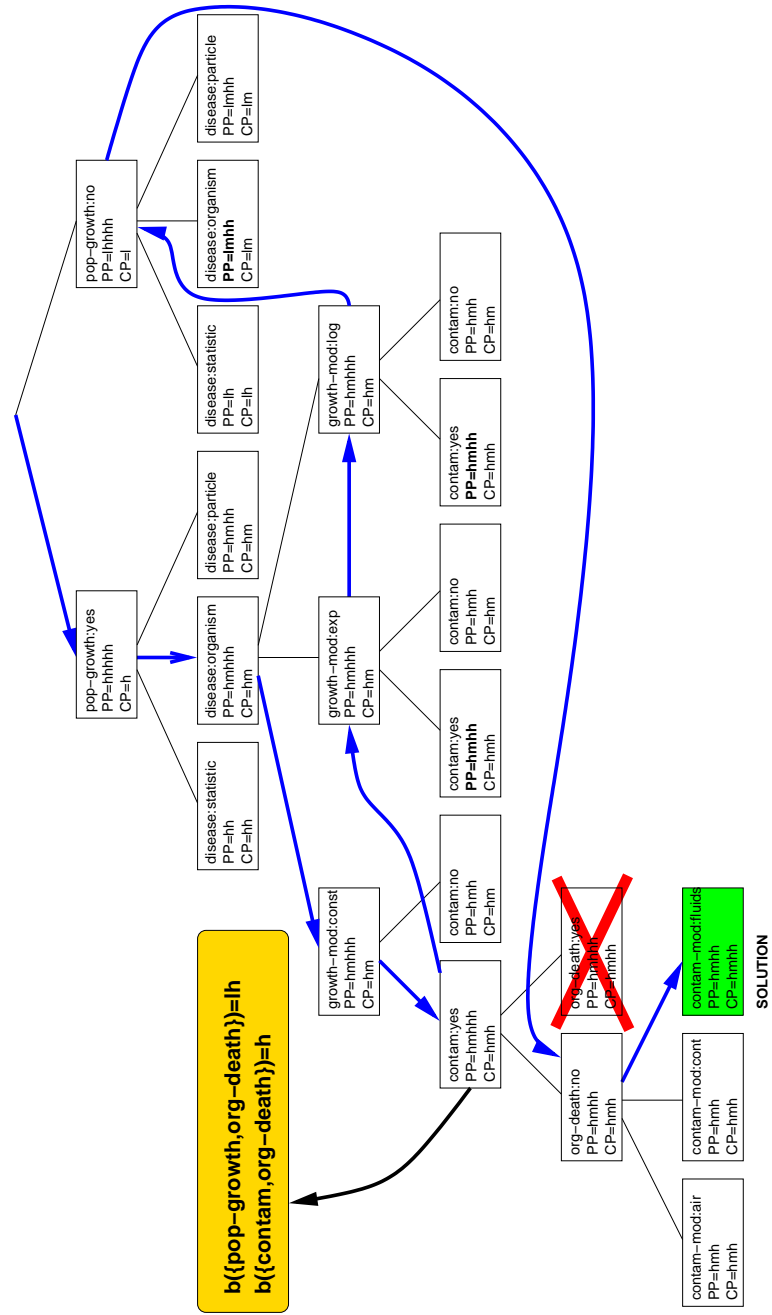 pop−growth:yes
PP=hhhhh
CP=h
pop−growth:no
PP=lhhhh
CP=l
b({pop−growth,org−death})=lh
b({contam,org−death})=h
disease:statistic
PP=hh
CP=hh
disease:organism
PP=hmhhh
CP=hm
disease:particle
PP=hmhh
CP=hm
disease:statistic
PP=lh
CP=lh
disease:organism
PP=lmhh
CP=lm
disease:particle
PP=lmhh
CP=lm
growth−mod:const
PP=hmhhh
CP=hm
growth−mod:exp
PP=hmhhh
CP=hm
growth−mod:log
PP=hmhhh
CP=hm
contam:yes
PP=hmhhh
CP=hmh
contam:no
PP=hmh
CP=hm
contam:yes
PP=hmhh
CP=hmh
contam:no
PP=hmh
CP=hm
contam:yes
PP=hmhh
CP=hmh
contam:no
PP=hmh
CP=hm
org−death:no
PP=hmhh
CP=hmh
org−death:yes
PP=hmhhh
CP=hmhh
contam−mod:air
PP=hmh
CP=hmh
contam−mod:cont
PP=hmh
CP=hmh
contam−mod:fluids
PP=hmhh
CP=hmhh
SOLUTION